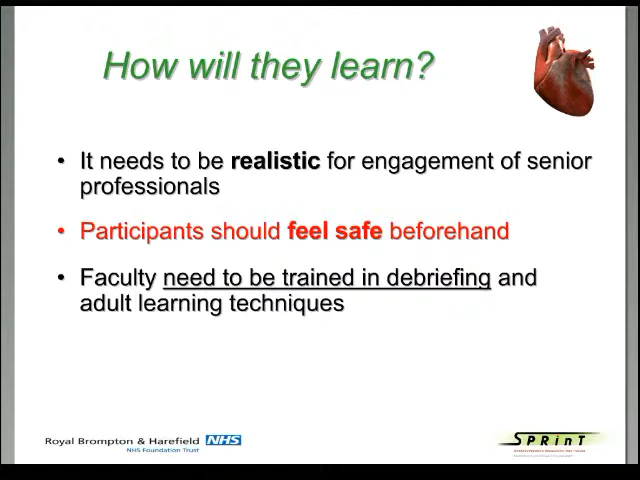 How will they learn?
• It needs to be realistic for engagement of senior
professionals
• Participants should feel safe beforehand
• Faculty need to be trained in debriefing and
adult learning techniques
Royal Brompton & Harefield NHS
NHS Foundation Trust
SPRinT